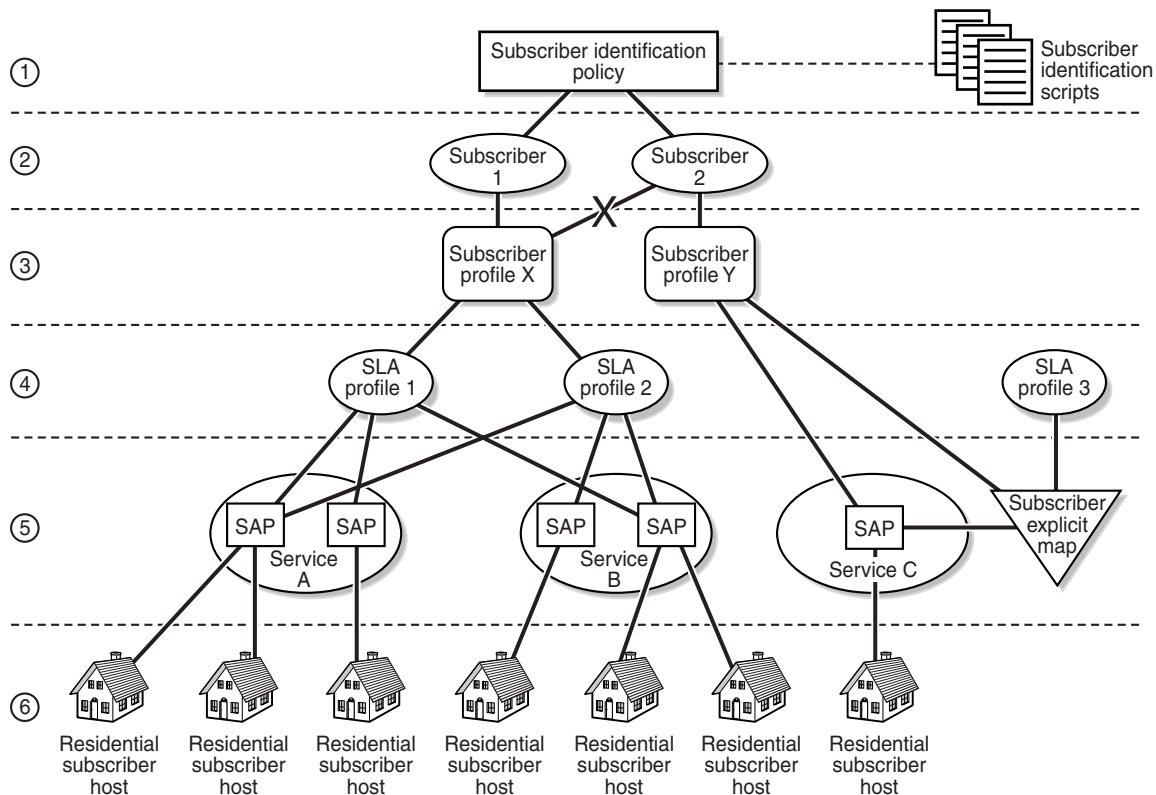 Subscriber identification
policy
Subscriber
identification
scripts
1
2
Subscriber
1
Subscriber
2
X
3
Subscriber
profile X
Subscriber
profile Y
4
SLA
profile 1
SLA
profile 2
SLA
profile 3
5
SAP
SAP
Service
A
SAP
SAP
Service
B
SAP
Service C
Subscriber
explicit
map
6
Residential
subscriber
host
Residential
subscriber
host
Residential
subscriber
host
Residential
subscriber
host
Residential
subscriber
host
Residential
subscriber
host
Residential
subscriber
host